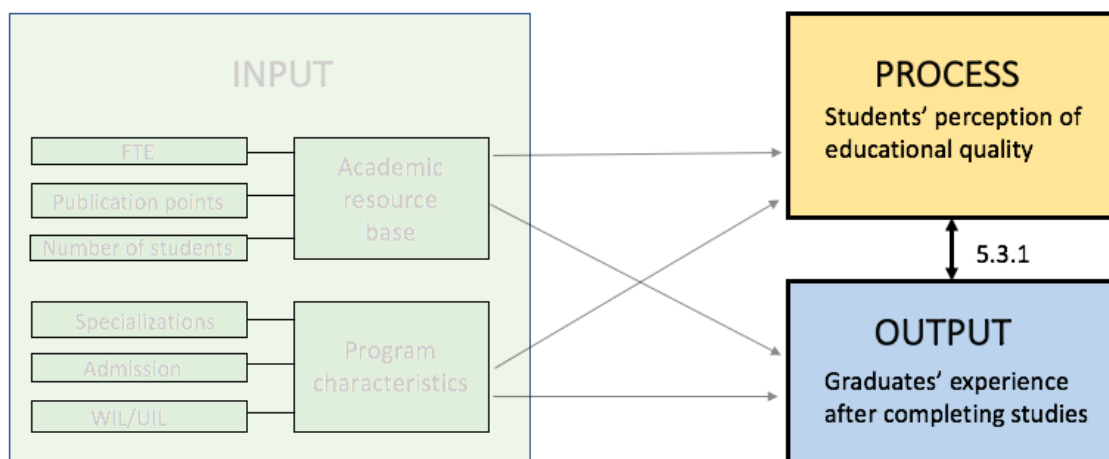 INPUT
FTE
Publication points
Number of students
Academic
resource
base
Specializations
Admission
WIL/UIL
Program
characteristics
PROCESS
Students’ perception of
educational quality
5.3.1
OUTPUT
Graduates’ experience
after completing studies